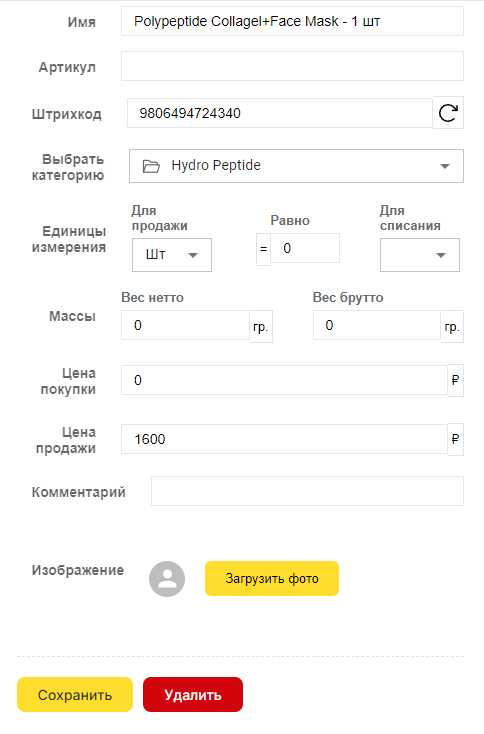 Имя Polypeptide Collagel+Face Mask - 1 шт
Артикул
Штрихкод 9806494724340
Выбрать
категорию Hydro Peptide
Единицы
измерения
Для
продажи
Шт
Равно
= 0
Для
списания
Массы
Вес нетто
0 гр.
Вес брутто
0 гр.
Цена
покупки 0 ₽
Цена
продажи 1600 ₽
Комментарий
Изображение Загрузить фото
Сохранить Удалить